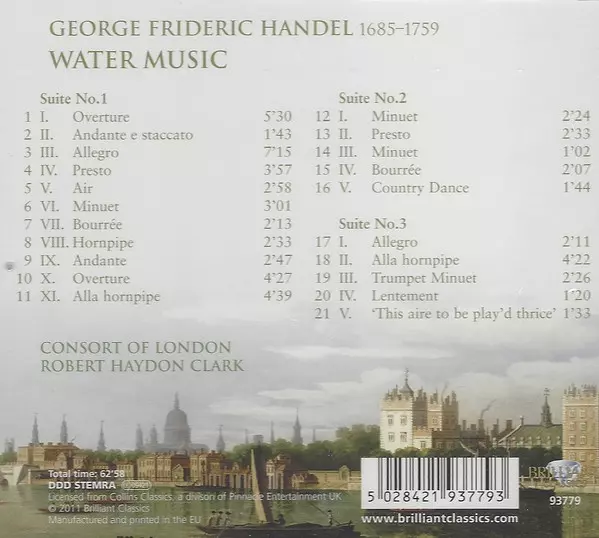 GEORGE FRIDERIC HANDEL 1685–1759
WATER MUSIC
Suite No.1
1 I. Overture 5'30
2 II. Andante e staccato 1'43
3 III. Allegro 7'15
4 IV. Presto 3'57
5 V. Air 2'58
6 VI. Minuet 3'01
7 VII. Bourrée 2'13
8 VIII. Hornpipe 2'33
9 IX. Andante 2'47
10 X. Overture 4'27
11 XI. Alla hornpipe 4'39
Suite No.2
12 I. Minuet 2'24
13 II. Presto 2'33
14 III. Minuet 1'02
15 IV. Bourrée 2'07
16 V. Country Dance 1'44
Suite No.3
17 I. Allegro 2'11
18 II. Alla hornpipe 4'22
19 III. Trumpet Minuet 2'26
20 IV. Lentement 1'20
21 V. 'This aire to be play'd thrice' 1'33
CONSORT OF LONDON
ROBERT HAYDON CLARK
Total time: 62'58
DDD STEMRA
Licensed from Collins Classics, a divison of Pinnacle Entertainment UK
© 2011 Brilliant Classics
Manufactured and printed in the EU
5 028421 937793
www.brilliantclassics.com
93779